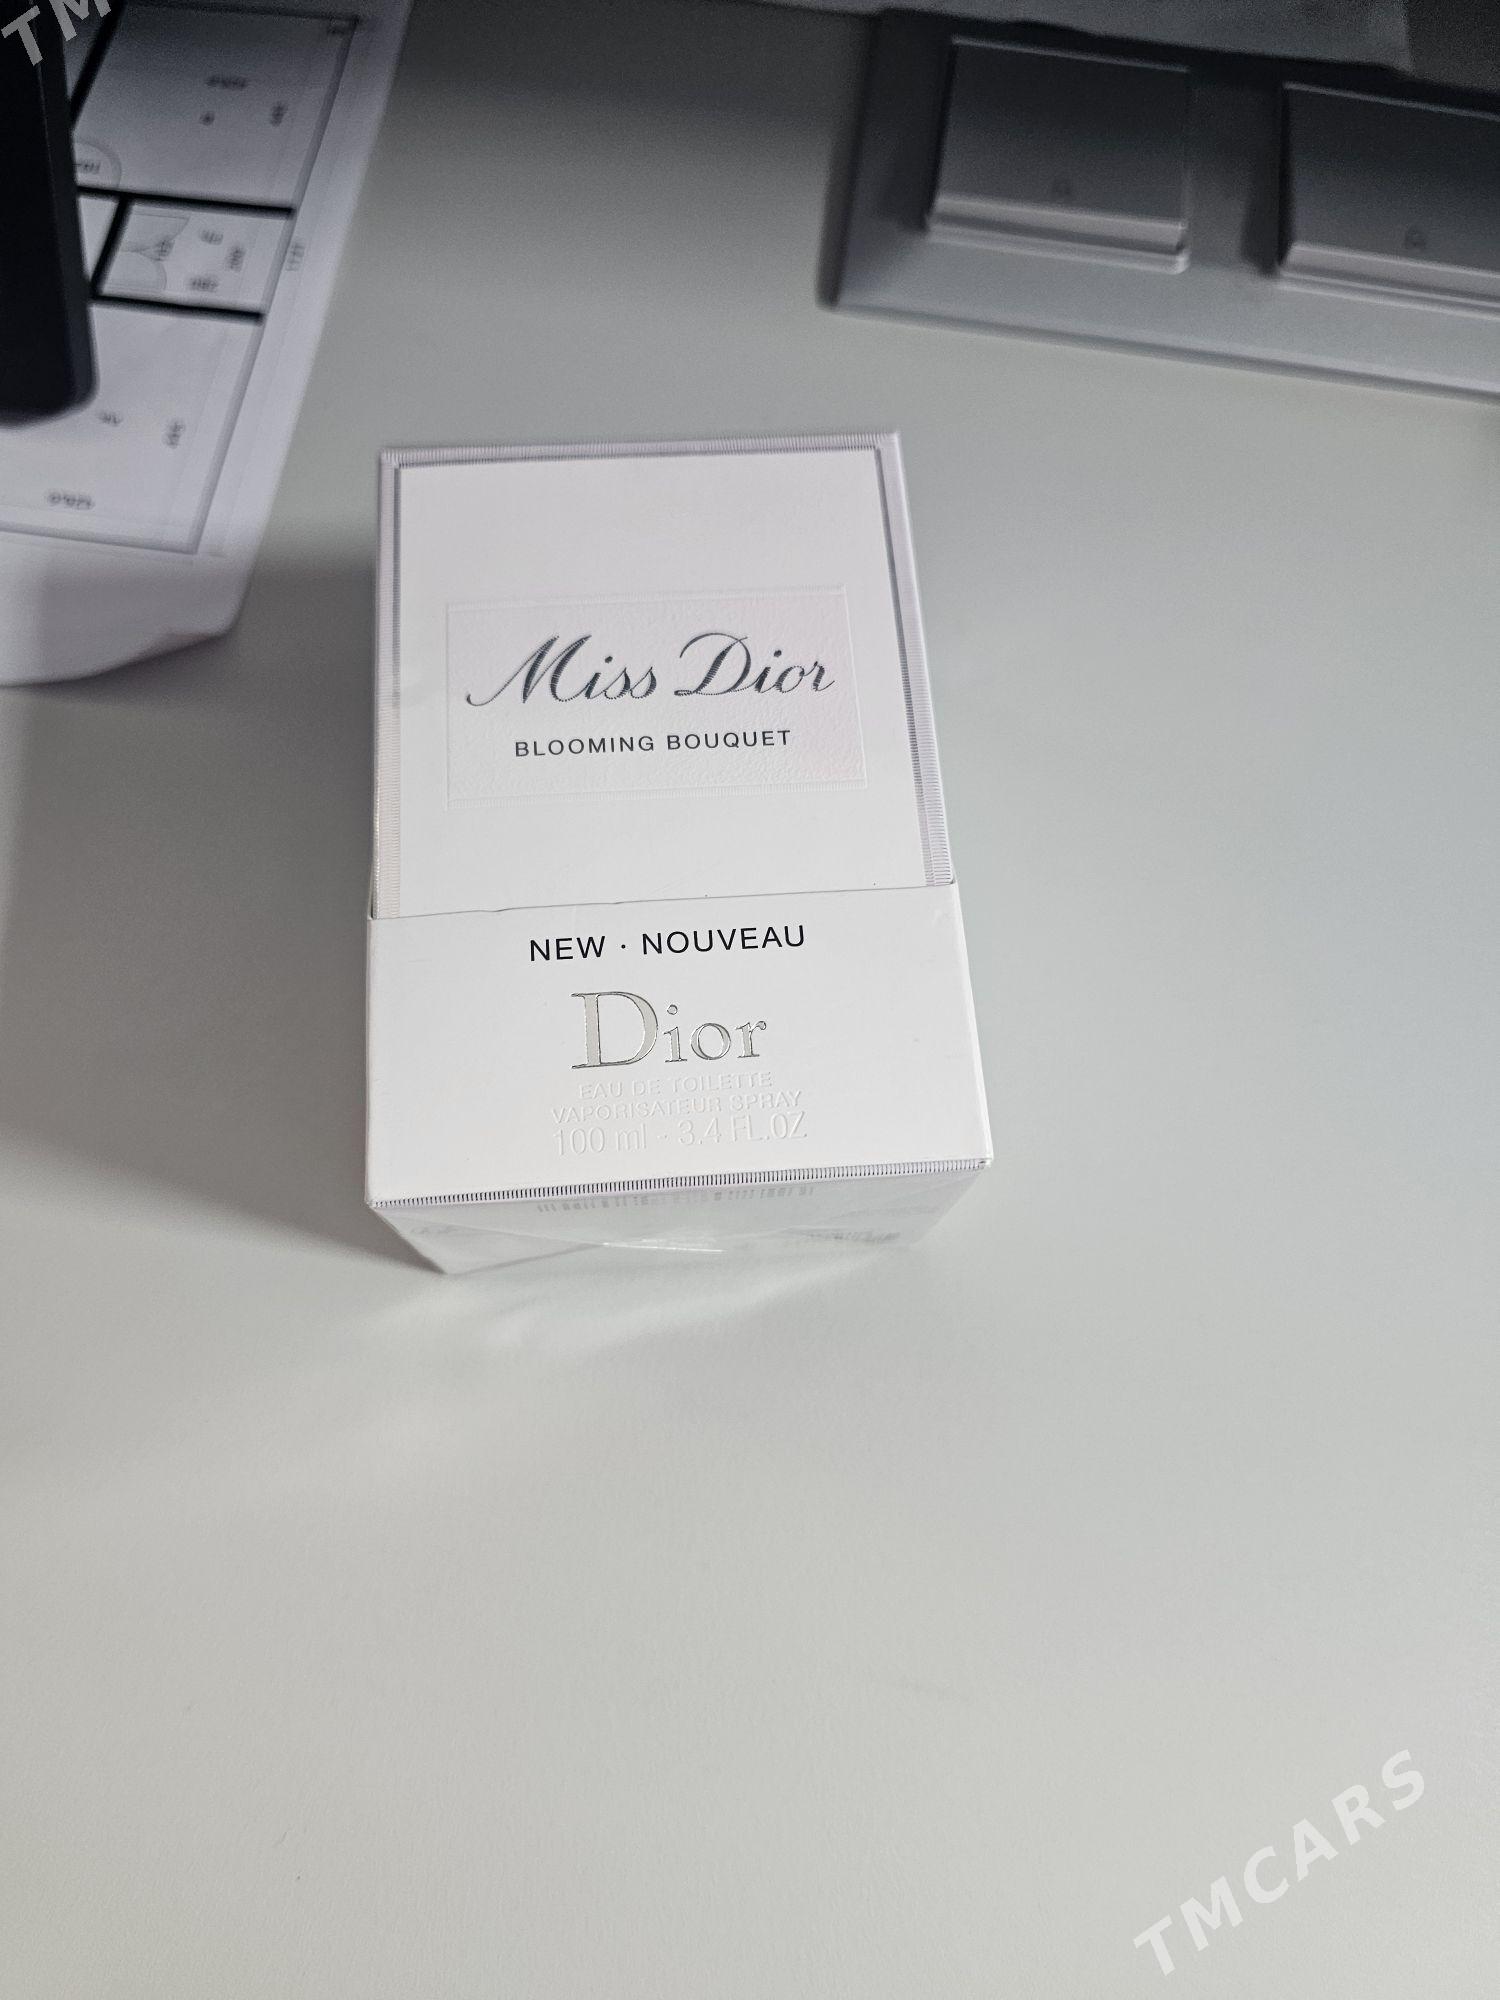 Miss Dior
BLOOMING BOUQUET
NEW · NOUVEAU
Dior
EAU DE TOILETTE
VAPORISATEUR SPRAY
100 ml - 3.4 FL.OZ
TMCARS